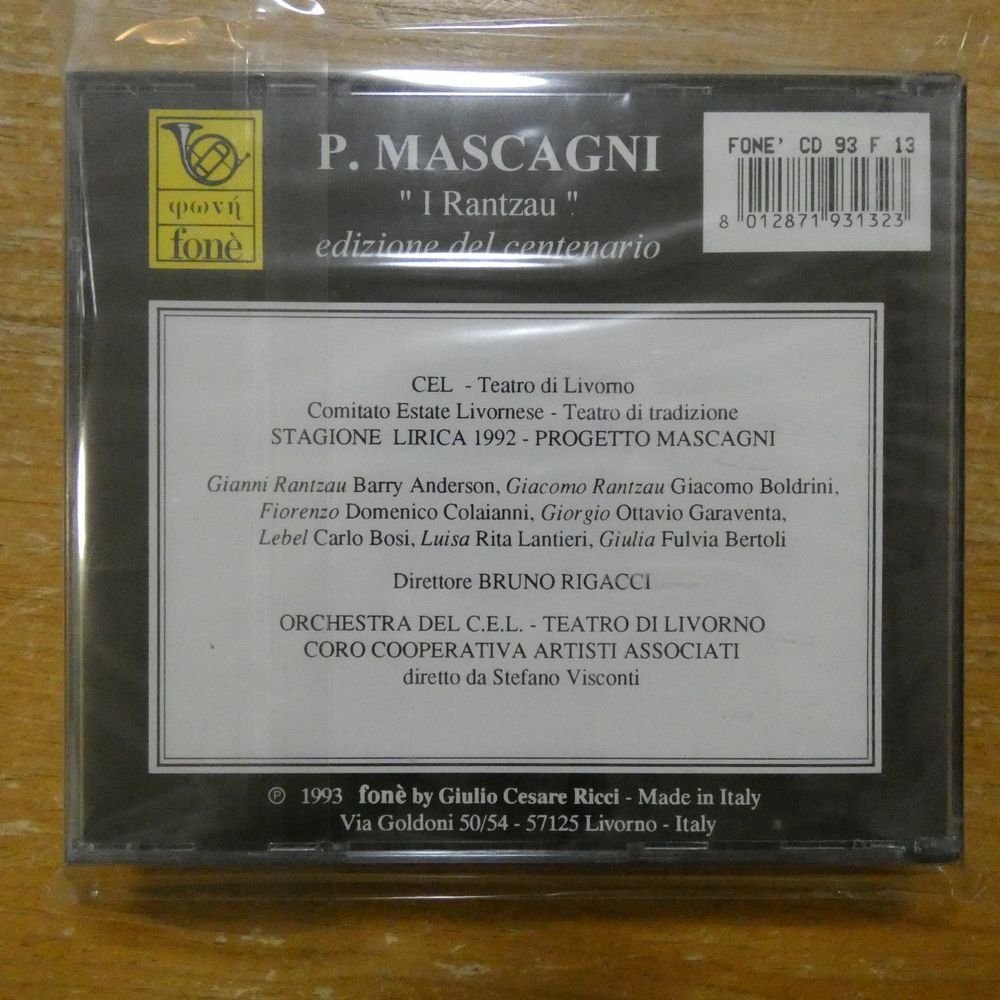 φωνή
fonè
P. MASCAGNI
" I Rantzau "
edizione del centenario
FONE' CD 93 F 13
8 012871 931323
CEL - Teatro di Livorno
Comitato Estate Livornese - Teatro di tradizione
STAGIONE LIRICA 1992 - PROGETTO MASCAGNI
Gianni Rantzau Barry Anderson, Giacomo Rantzau Giacomo Boldrini,
Fiorenzo Domenico Colaianni, Giorgio Ottavio Garaventa,
Lebel Carlo Bosi, Luisa Rita Lantieri, Giulia Fulvia Bertoli
Direttore BRUNO RIGACCI
ORCHESTRA DEL C.E.L. - TEATRO DI LIVORNO
CORO COOPERATIVA ARTISTI ASSOCIATI
diretto da Stefano Visconti
℗ 1993 fonè by Giulio Cesare Ricci - Made in Italy
Via Goldoni 50/54 - 57125 Livorno - Italy